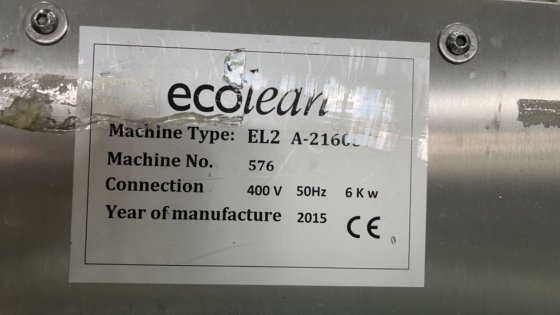 ecolean
Machine Type: EL2
Machine No. 576
Connection 400 V 50Hz 6 K w
Year of manufacture 2015 CE